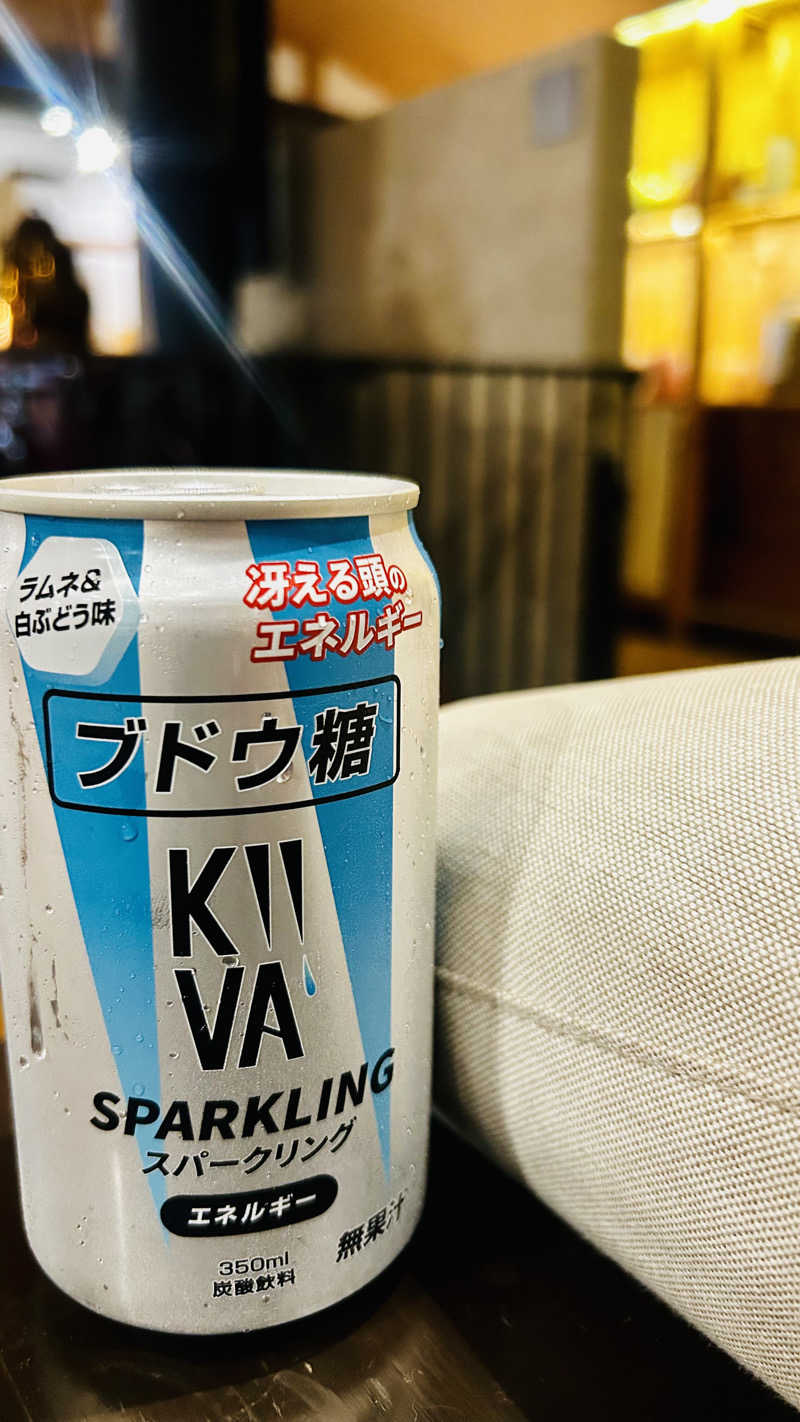 ラムネ&
白ぶどう味
冴える頭の
エネルギー
ブドウ糖
KII
VA
SPARKLING
スパークリング
エネルギー
無果汁
350ml
炭酸飲料